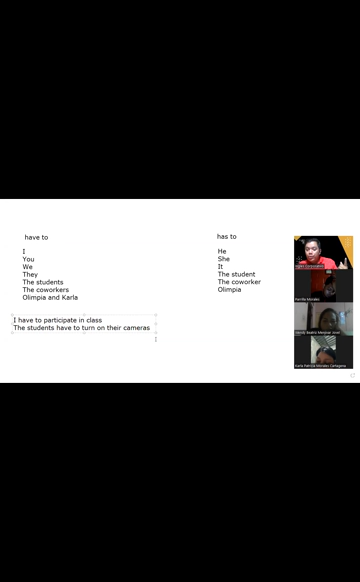 have to
I
You
We
They
The students
The coworkers
Olimpia and Karla
has to
He
She
It
The student
The coworker
Olimpia
I have to participate in class
The students have to turn on their cameras
Morales
Karla Patricia Morales Cartagena